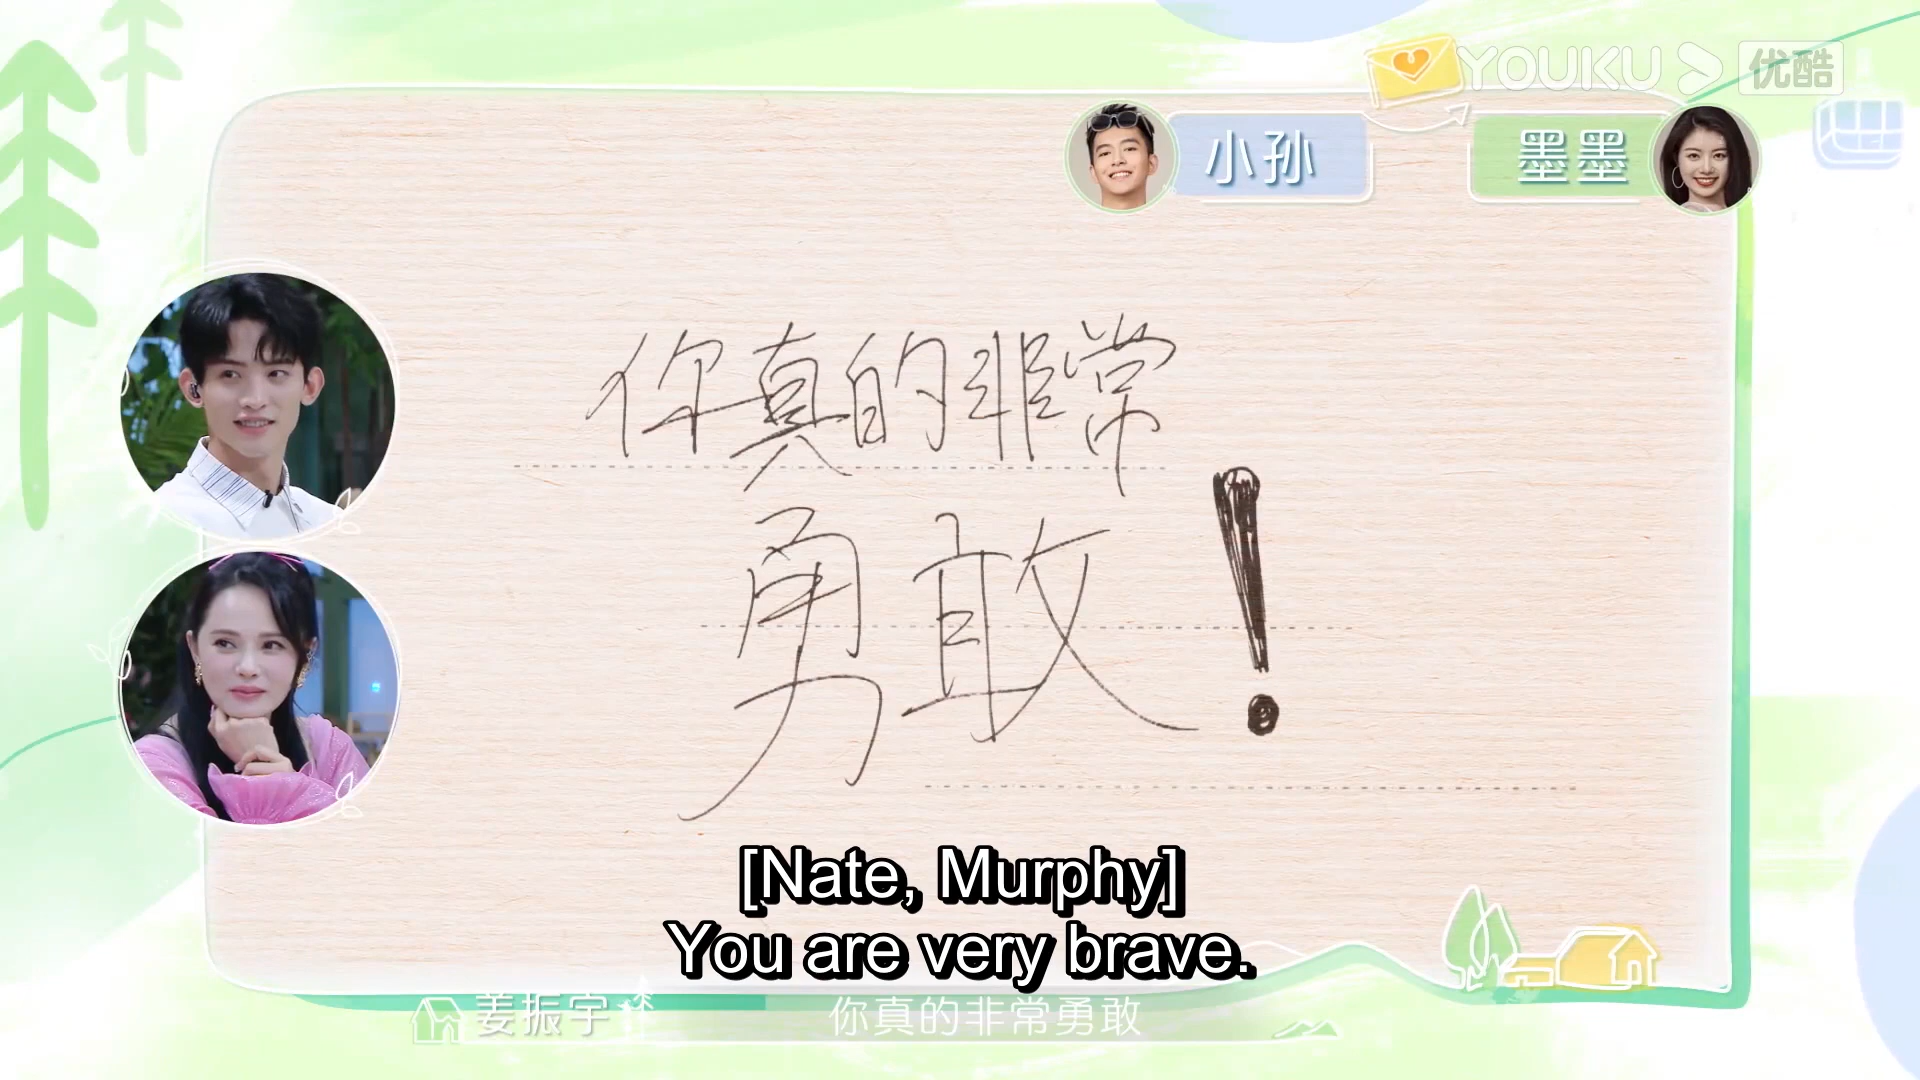 YOUKU 优酷
小孙
墨墨
你真的非常
勇敢!
[Nate, Murphy]
You are very brave.
姜振宇
你真的非常勇敢